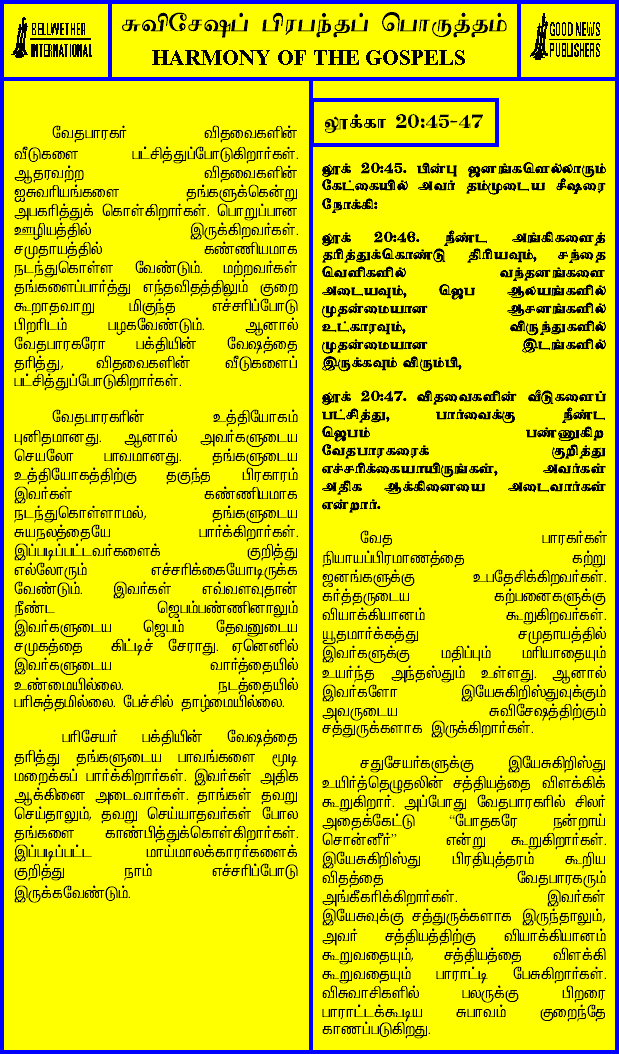 BELLWETHER
INTERNATIONAL
சுவிசேஷப் பிரபந்தப் பொருத்தம்
HARMONY OF THE GOSPELS
GOOD NEWS
PUBLISHERS
வேதபாரகர் விதவைகளின்
வீடுகளை பட்சித்துப்போடுகிறார்கள்.
ஆதரவற்ற விதவைகளின்
ஐசுவரியங்களை தங்களுக்கென்று
அபகரித்துக் கொள்கிறார்கள். பொறுப்பான
ஊழியத்தில் இருக்கிறவர்கள்.
சமுதாயத்தில் கண்ணியமாக
நடந்துகொள்ள வேண்டும். மற்றவர்கள்
தங்களைப்பார்த்து எந்தவிதத்திலும் குறை
கூறாதவாறு மிகுந்த எச்சரிப்போடு
பிறரிடம் பழகவேண்டும். ஆனால்
வேதபாரகரோ பக்தியின் வேஷத்தை
தரித்து, விதவைகளின் வீடுகளைப்
பட்சித்துப்போடுகிறார்கள்.
வேதபாரகரின் உத்தியோகம்
புனிதமானது. ஆனால் அவர்களுடைய
செயலோ பாவமானது. தங்களுடைய
உத்தியோகத்திற்கு தகுந்த பிரகாரம்
இவர்கள் கண்ணியமாக
நடந்துகொள்ளாமல், தங்களுடைய
சுயநலத்தையே பார்க்கிறார்கள்.
இப்படிப்பட்டவர்களைக் குறித்து
எல்லோரும் எச்சரிக்கையோடிருக்க
வேண்டும். இவர்கள் எவ்வளவுதான்
நீண்ட ஜெபம்பண்ணினாலும்
இவர்களுடைய ஜெபம் தேவனுடைய
சமுகத்தை கிட்டிச் சேராது. ஏனெனில்
இவர்களுடைய வார்த்தையில்
உண்மையில்லை. நடத்தையில்
பரிசுத்தமில்லை. பேச்சில் தாழ்மையில்லை.
பரிசேயர் பக்தியின் வேஷத்தை
தரித்து தங்களுடைய பாவங்களை மூடி
மறைக்கப் பார்க்கிறார்கள். இவர்கள் அதிக
ஆக்கினை அடைவார்கள். தாங்கள் தவறு
செய்தாலும், தவறு செய்யாதவர்கள் போல
தங்களை காண்பித்துக்கொள்கிறார்கள்.
இப்படிப்பட்ட மாய்மாலக்காரர்களைக்
குறித்து நாம் எச்சரிப்போடு
இருக்கவேண்டும்.
லூக்கா 20:45-47
லூக் 20:45. பின்பு ஜனங்களெல்லாரும்
கேட்கையில் அவர் தம்முடைய சீஷரை
நோக்கி:
லூக் 20:46. நீண்ட அங்கிகளைத்
தரித்துக்கொண்டு திரியவும், சந்தை
வெளிகளில் வந்தனங்களை
அடையவும், ஜெப ஆலயங்களில்
முதன்மையான ஆசனங்களில்
உட்காரவும், விருந்துகளில்
முதன்மையான இடங்களில்
இருக்கவும் விரும்பி,
லூக் 20:47. விதவைகளின் வீடுகளைப்
பட்சித்து, பார்வைக்கு நீண்ட
ஜெபம் பண்ணுகிற
வேதபாரகரைக் குறித்து
எச்சரிக்கையாயிருங்கள், அவர்கள்
அதிக ஆக்கினையை அடைவார்கள்
என்றார்.
வேத பாரகர்கள்
நியாயப்பிரமாணத்தை கற்று
ஜனங்களுக்கு உபதேசிக்கிறவர்கள்.
கர்த்தருடைய கற்பனைகளுக்கு
வியாக்கியானம் கூறுகிறவர்கள்.
யூதமார்க்கத்து சமுதாயத்தில்
இவர்களுக்கு மதிப்பும் மரியாதையும்
உயர்ந்த அந்தஸ்தும் உள்ளது. ஆனால்
இவர்களோ இயேசுகிறிஸ்துவுக்கும்
அவருடைய சுவிசேஷத்திற்கும்
சத்துருக்களாக இருக்கிறார்கள்.
சதுசேயர்களுக்கு இயேசுகிறிஸ்து
உயிர்த்தெழுதலின் சத்தியத்தை விளக்கிக்
கூறுகிறார். அப்போது வேதபாரகரில் சிலர்
அதைக்கேட்டு “போதகரே நன்றாய்
சொன்னீர்” என்று கூறுகிறார்கள்.
இயேசுகிறிஸ்து பிரதியுத்தரம் கூறிய
விதத்தை வேதபாரகரும்
அங்கீகரிக்கிறார்கள். இவர்கள்
இயேசுவுக்கு சத்துருக்களாக இருந்தாலும்,
அவர் சத்தியத்திற்கு வியாக்கியானம்
கூறுவதையும், சத்தியத்தை விளக்கி
கூறுவதையும் பாராட்டி பேசுகிறார்கள்.
விசுவாசிகளில் பலருக்கு பிறரை
பாராட்டக்கூடிய சுபாவம் குறைந்தே
காணப்படுகிறது.